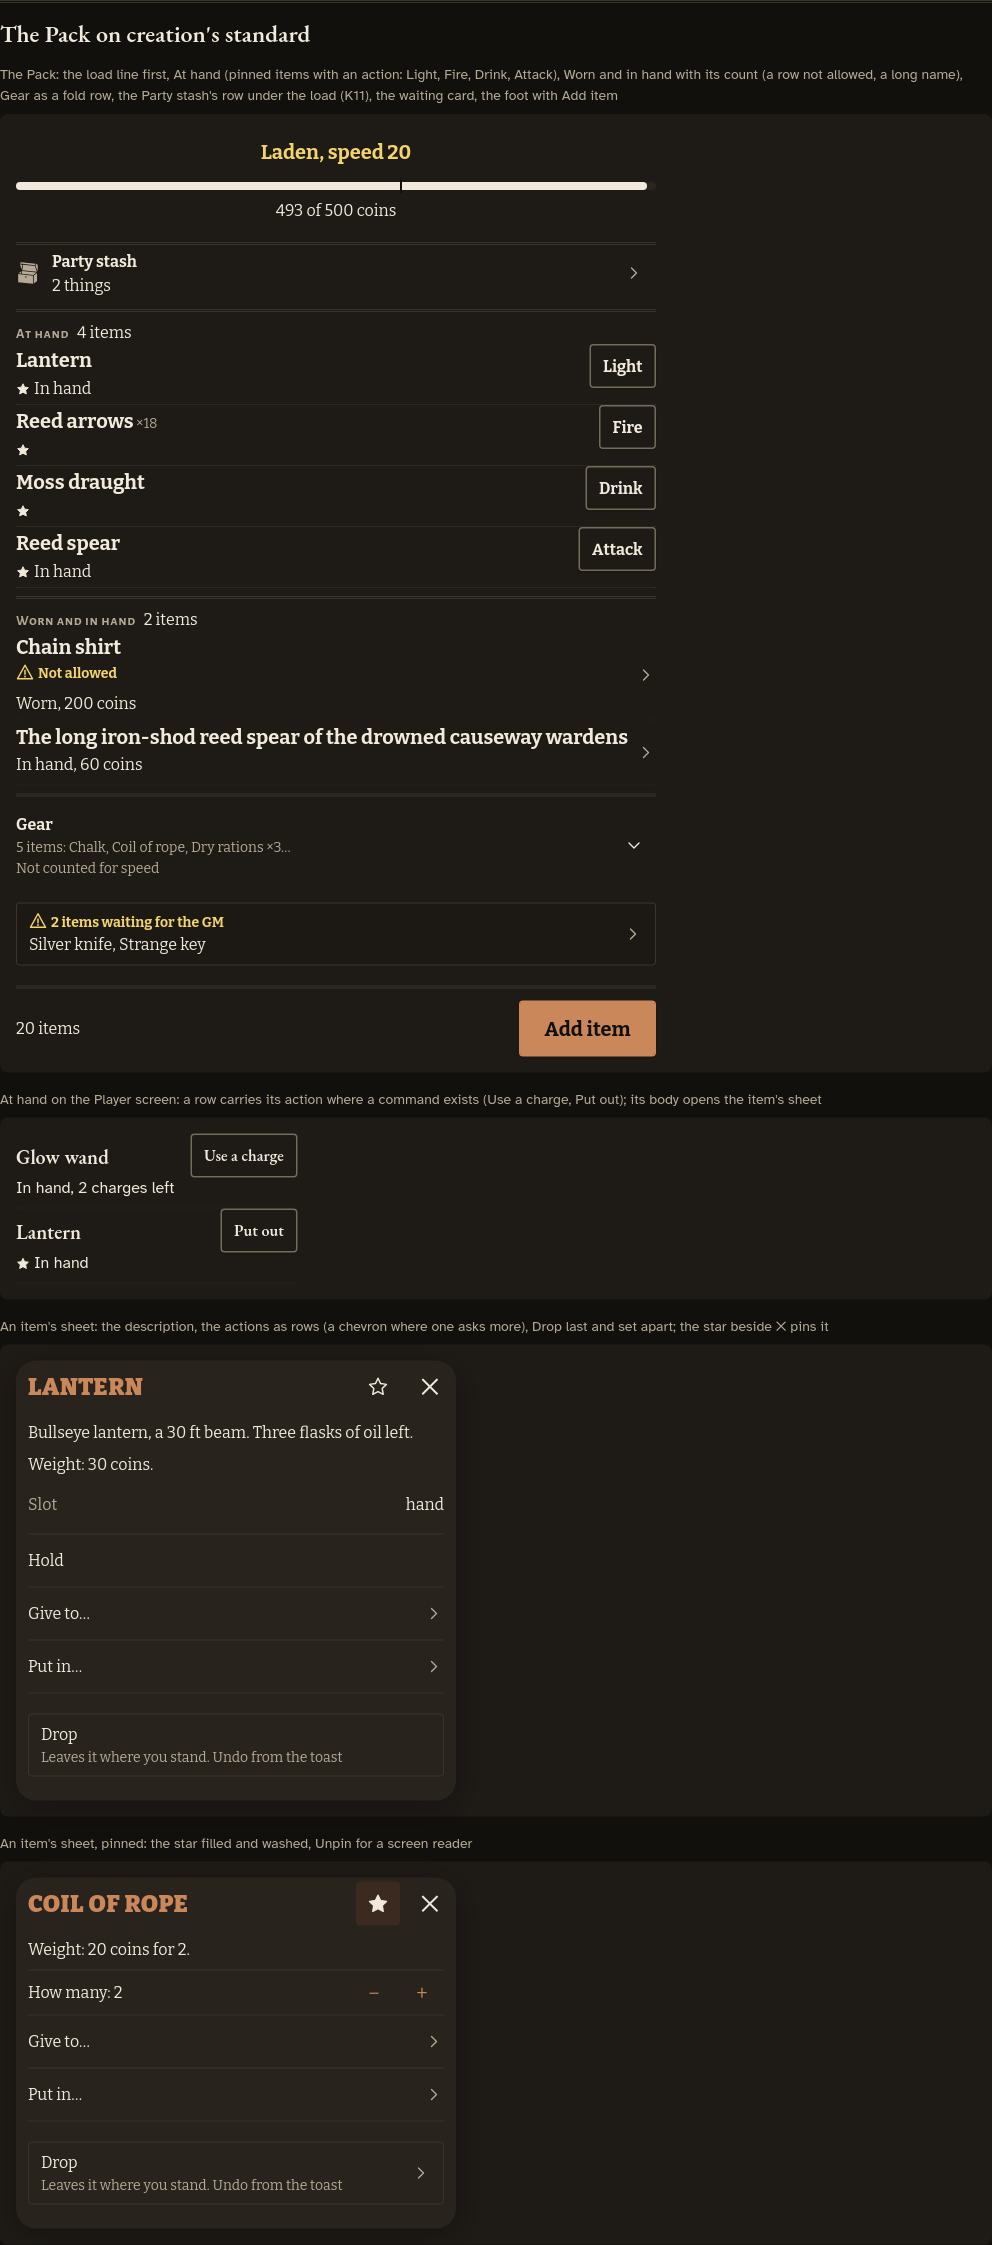 The Pack on creation's standard
The Pack: the load line first, At hand (pinned items with an action: Light, Fire, Drink, Attack), Worn and in hand with its count (a row not allowed, a long name),
Gear as a fold row, the Party stash's row under the load (K11), the waiting card, the foot with Add item
Laden, speed 20
493 of 500 coins
Party stash
2 things
At hand 4 items
Lantern
Light
★ In hand
Reed arrows ×18
Fire
★
Moss draught
Drink
★
Reed spear
Attack
★ In hand
Worn and in hand 2 items
Chain shirt
Not allowed
Worn, 200 coins
The long iron-shod reed spear of the drowned causeway wardens
In hand, 60 coins
Gear
5 items: Chalk, Coil of rope, Dry rations ×3...
Not counted for speed
2 items waiting for the GM
Silver knife, Strange key
20 items
Add item
At hand on the Player screen: a row carries its action where a command exists (Use a charge, Put out); its body opens the item's sheet
Glow wand
Use a charge
In hand, 2 charges left
Lantern
Put out
★ In hand
An item's sheet: the description, the actions as rows (a chevron where one asks more), Drop last and set apart; the star beside ✕ pins it
LANTERN
Bullseye lantern, a 30 ft beam. Three flasks of oil left.
Weight: 30 coins.
Slot hand
Hold
Give to...
Put in...
Drop
Leaves it where you stand. Undo from the toast
An item's sheet, pinned: the star filled and washed, Unpin for a screen reader
COIL OF ROPE
Weight: 20 coins for 2.
How many: 2 − +
Give to...
Put in...
Drop
Leaves it where you stand. Undo from the toast